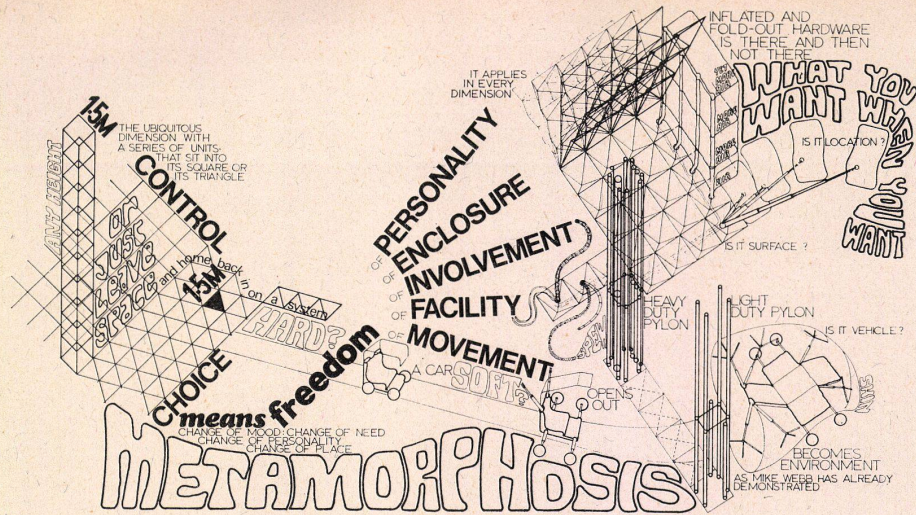 1·5M
THE UBIQUITOUS
DIMENSION WITH
A SERIES OF UNITS·
THAT SIT INTO
ITS SQUARE OR
ITS TRIANGLE
ANY HEIGHT
OR
JUST
LEAVE
SPACE
CONTROL
and home back in on a system
1·5M
HARD?
CHOICE
means freedom
CHANGE OF MOOD: CHANGE OF NEED
CHANGE OF PERSONALITY
CHANGE OF PLACE
METAMORPHOSIS
OF PERSONALITY
OF ENCLOSURE
OF INVOLVEMENT
OF FACILITY
OF MOVEMENT
A CAR
SOFT?
OPENS
OUT
IT APPLIES
IN EVERY
DIMENSION
INFLATED AND
FOLD-OUT HARDWARE
IS THERE AND THEN
NOT THERE
WHAT YOU
WANT WHEN YOU
WANT
IS IT LOCATION?
IS IT SURFACE ?
HEAVY
DUTY
PYLON
LIGHT
DUTY PYLON
IS IT VEHICLE?
BECOMES
ENVIRONMENT
AS MIKE WEBB HAS ALREADY
DEMONSTRATED